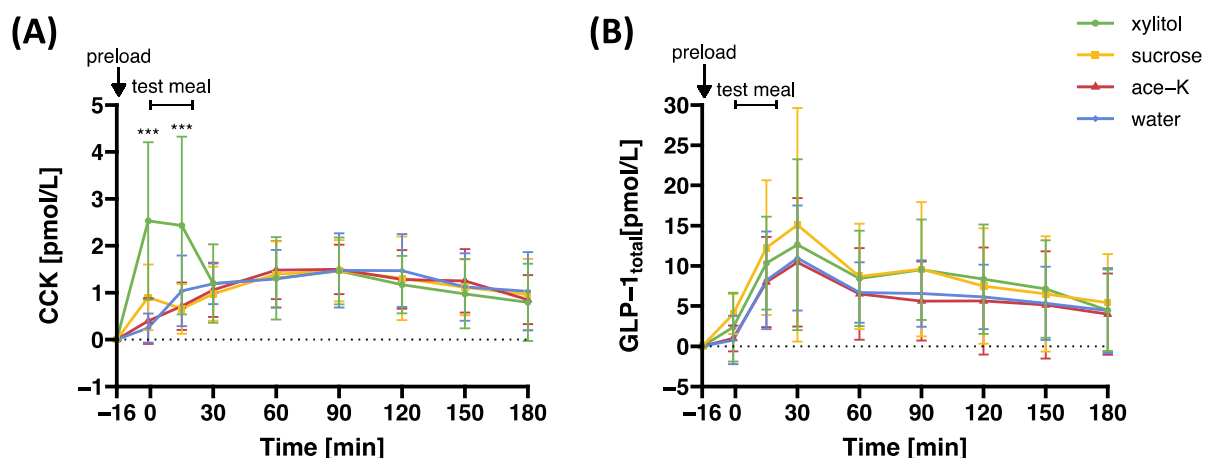 (A)
preload
test meal
*** ***
CCK [pmol/L]
5
4
3
2
1
0
−1
−16 0 30 60 90 120 150 180
Time [min]
(B)
preload
test meal
GLP−1total[pmol/L]
30
25
20
15
10
5
0
−5
−16 0 30 60 90 120 150 180
Time [min]
xylitol
sucrose
ace−K
water